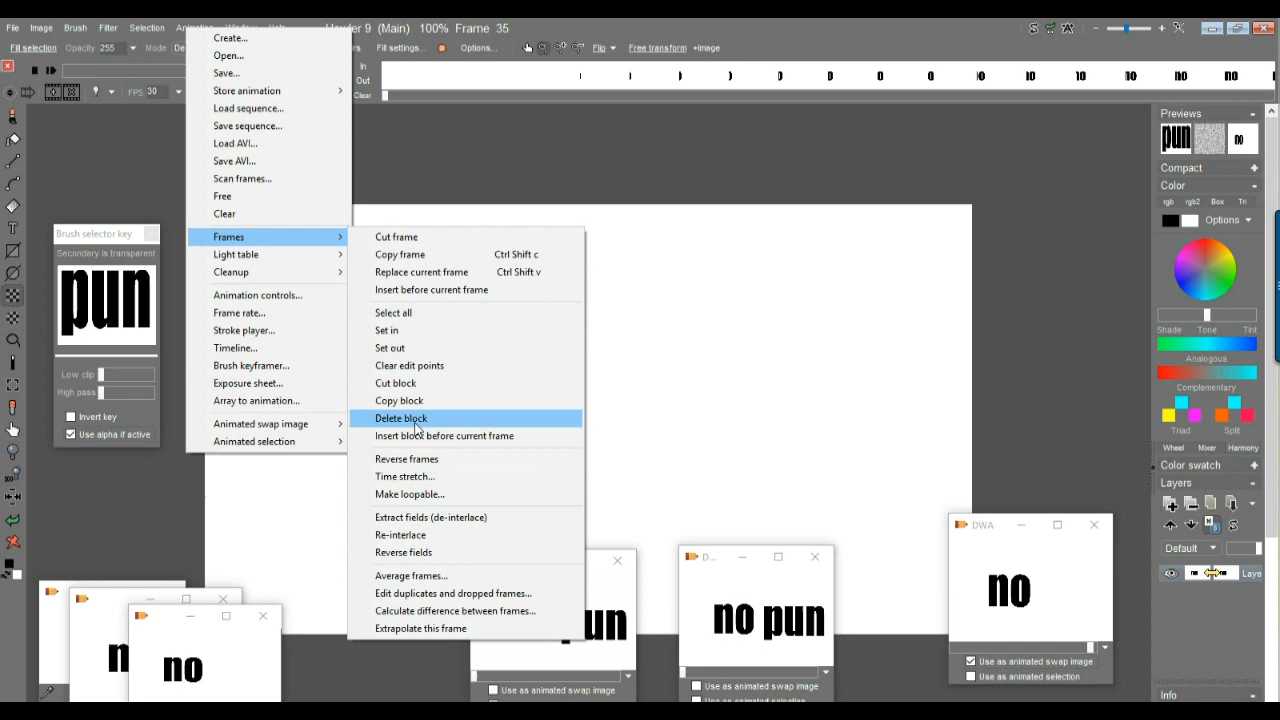 File Image Brush Filter Selection
Howler 9 (Main) 100% Frame 35
Fill selection Opacity 255 Mode
Fill settings... Options... Flip Free transform +Image
In
Out
Clear
FPS 30
no no no no no no
Create...
Open...
Save...
Store animation
Load sequence...
Save sequence...
Load AVI...
Save AVI...
Scan frames...
Free
Clear
Frames
Light table
Cleanup
Animation controls...
Frame rate...
Stroke player...
Timeline...
Brush keyframer...
Exposure sheet...
Array to animation...
Animated swap image
Animated selection
Cut frame
Copy frame Ctrl Shift c
Replace current frame Ctrl Shift v
Insert before current frame
Select all
Set in
Set out
Clear edit points
Cut block
Copy block
Delete block
Insert block before current frame
Reverse frames
Time stretch...
Make loopable...
Extract fields (de-interlace)
Re-interlace
Reverse fields
Average frames...
Edit duplicates and dropped frames...
Calculate difference between frames...
Extrapolate this frame
Brush selector key
Secondary is transparent
pun
Low clip
High pass
Invert key
Use alpha if active
no
Use as animated swap image
D...
no pun
Use as animated swap image
DWA
no
Use as animated swap image
Use as animated selection
Previews
pun no
Compact
Color
rgb rgb2 Box Tri
Options
Shade Tone Tint
Analogous
Complementary
Triad Split
Wheel Mixer Harmony
Color swatch
Layers
Default
Laye
Info